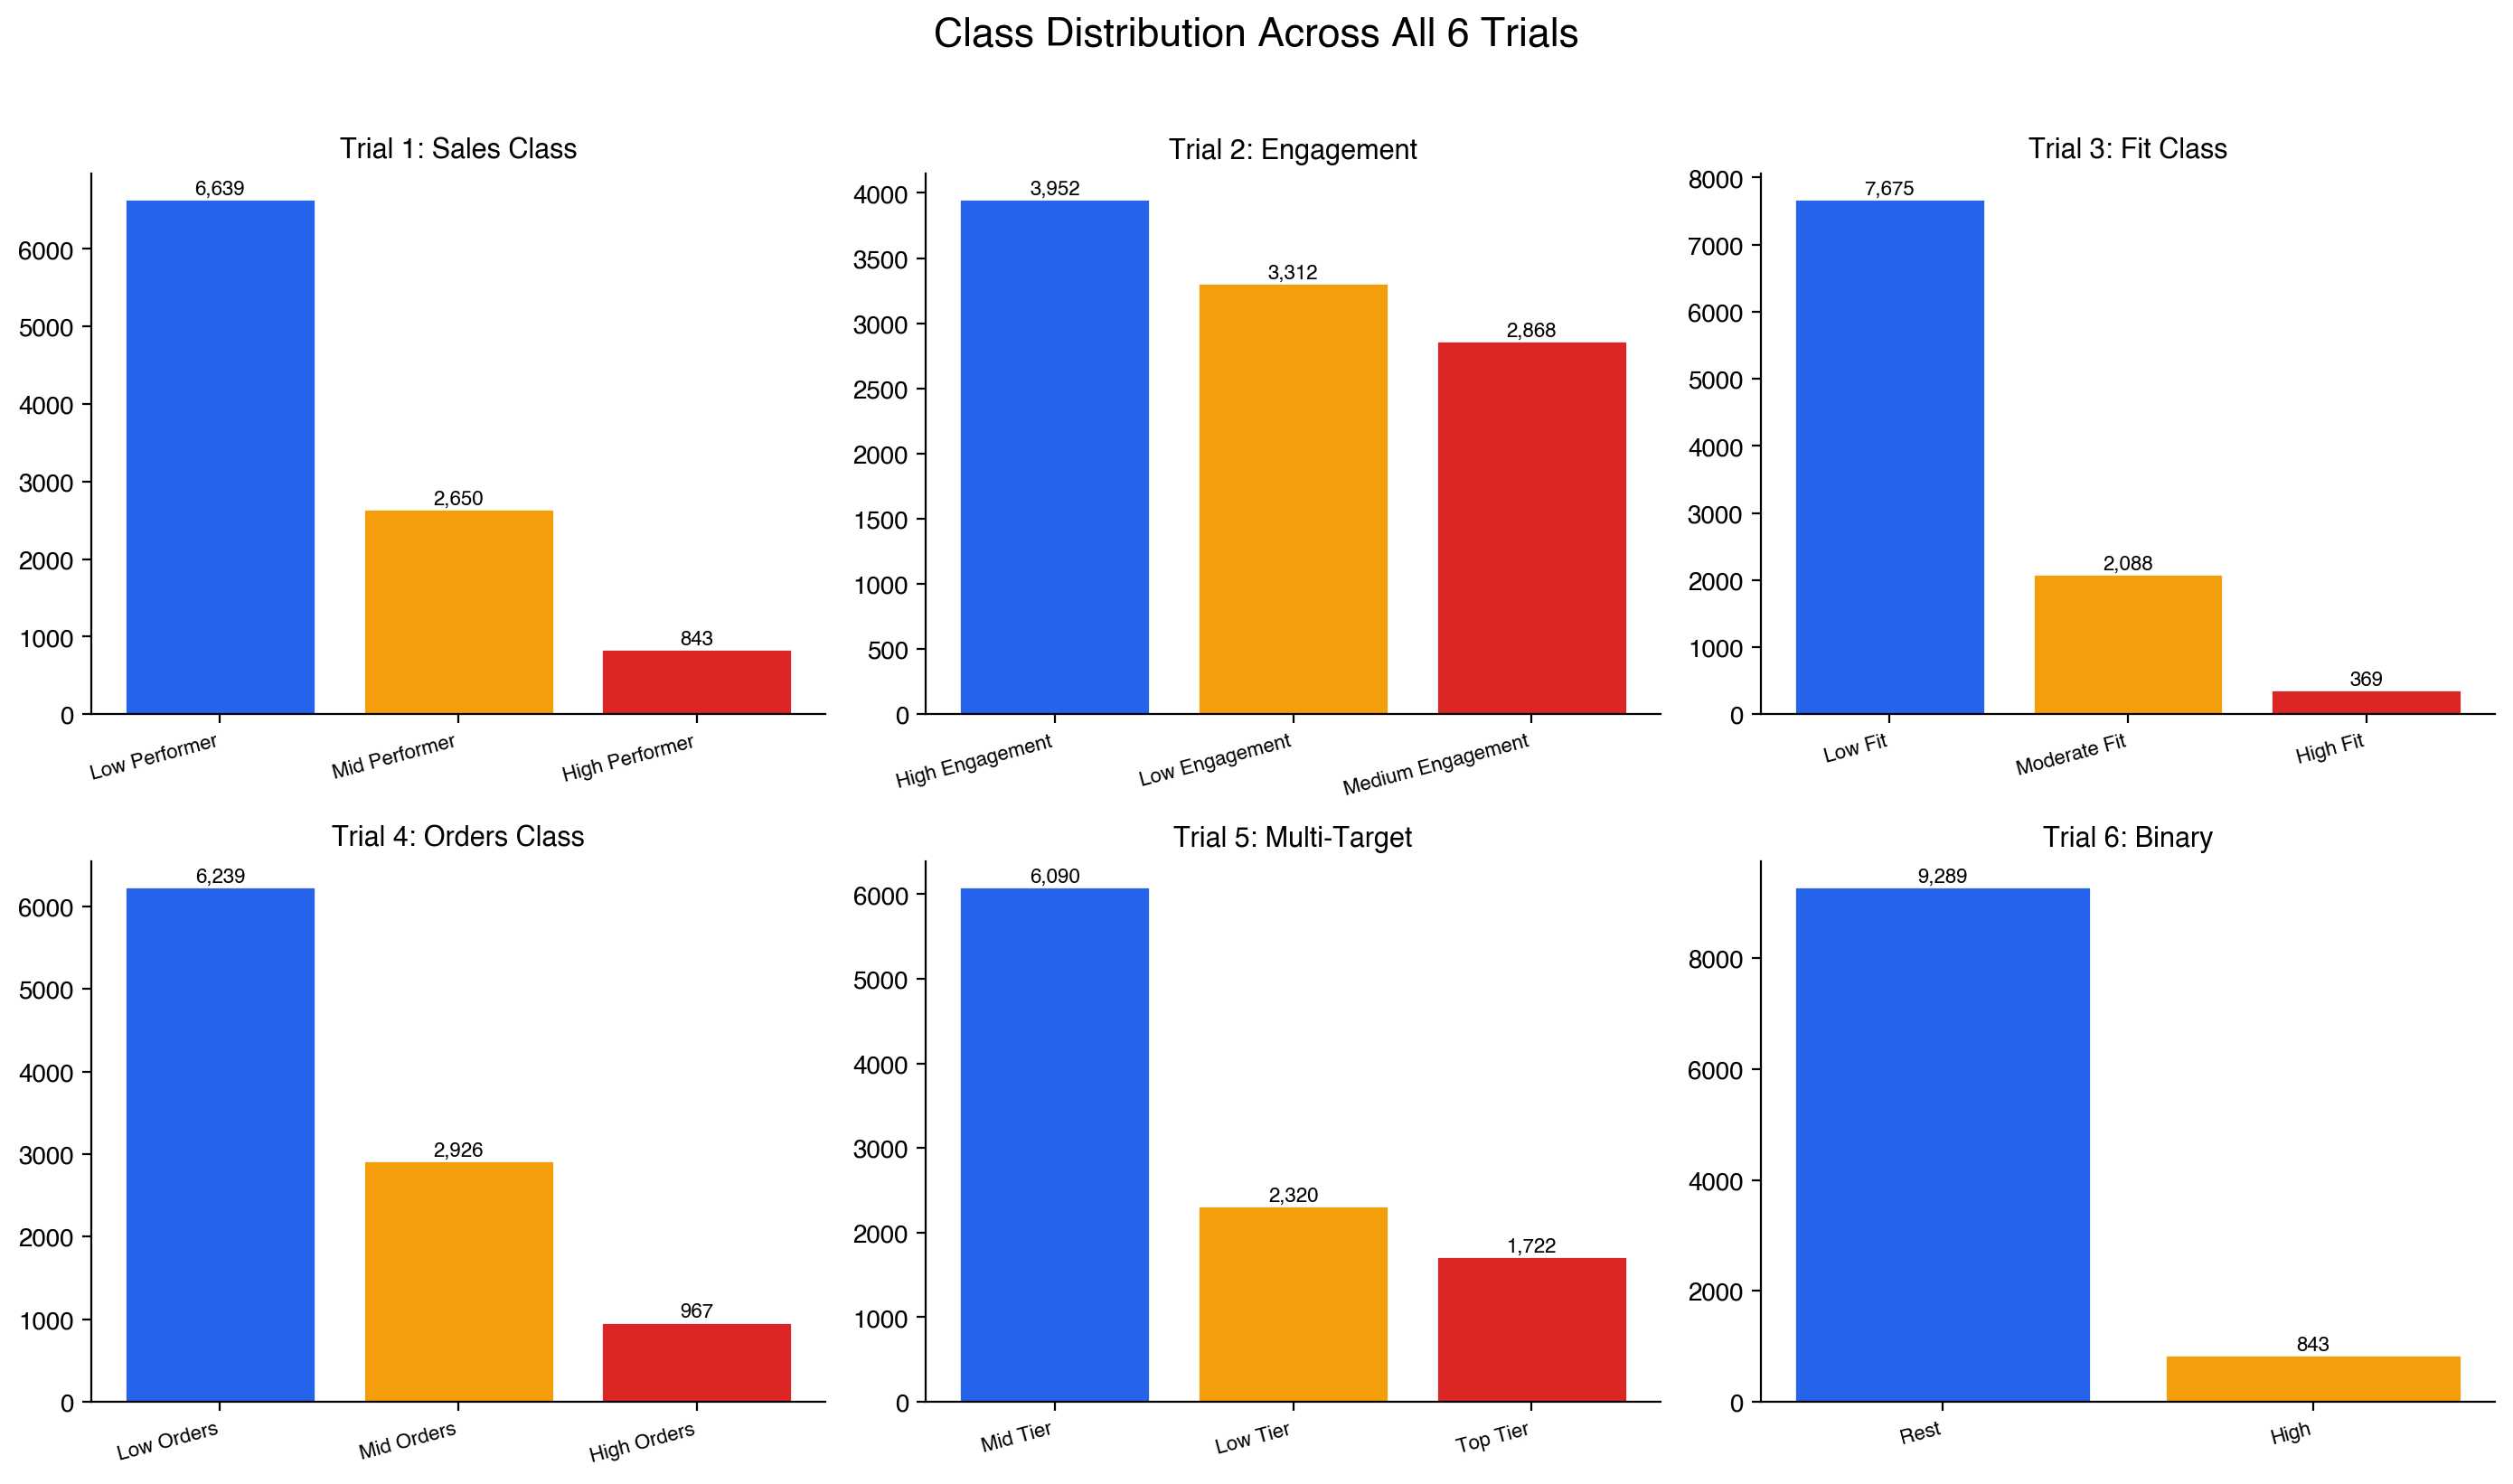 Class Distribution Across All 6 Trials
Trial 1: Sales Class
6,639
2,650
843
6000
5000
4000
3000
2000
1000
0
Low Performer
Mid Performer
High Performer
Trial 2: Engagement
3,952
3,312
2,868
4000
3500
3000
2500
2000
1500
1000
500
0
High Engagement
Low Engagement
Medium Engagement
Trial 3: Fit Class
7,675
2,088
369
8000
7000
6000
5000
4000
3000
2000
1000
0
Low Fit
Moderate Fit
High Fit
Trial 4: Orders Class
6,239
2,926
967
6000
5000
4000
3000
2000
1000
0
Low Orders
Mid Orders
High Orders
Trial 5: Multi-Target
6,090
2,320
1,722
6000
5000
4000
3000
2000
1000
0
Mid Tier
Low Tier
Top Tier
Trial 6: Binary
9,289
843
8000
6000
4000
2000
0
Rest
High